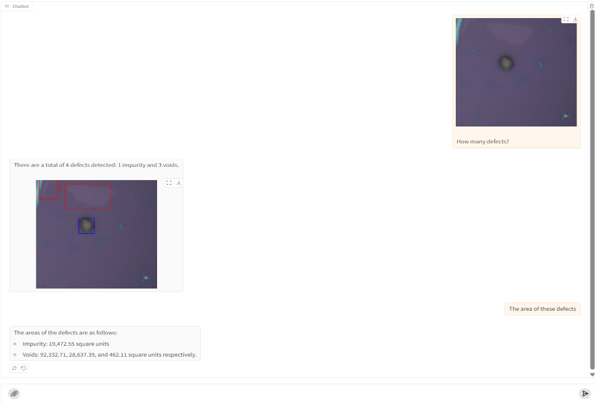 Chatbot
How many defects?
There are a total of 4 defects detected: 1 impurity and 3 voids.
The area of these defects
The areas of the defects are as follows:
Impurity: 19,472.55 square units
Voids: 92,332.71, 28,637.39, and 462.11 square units respectively.